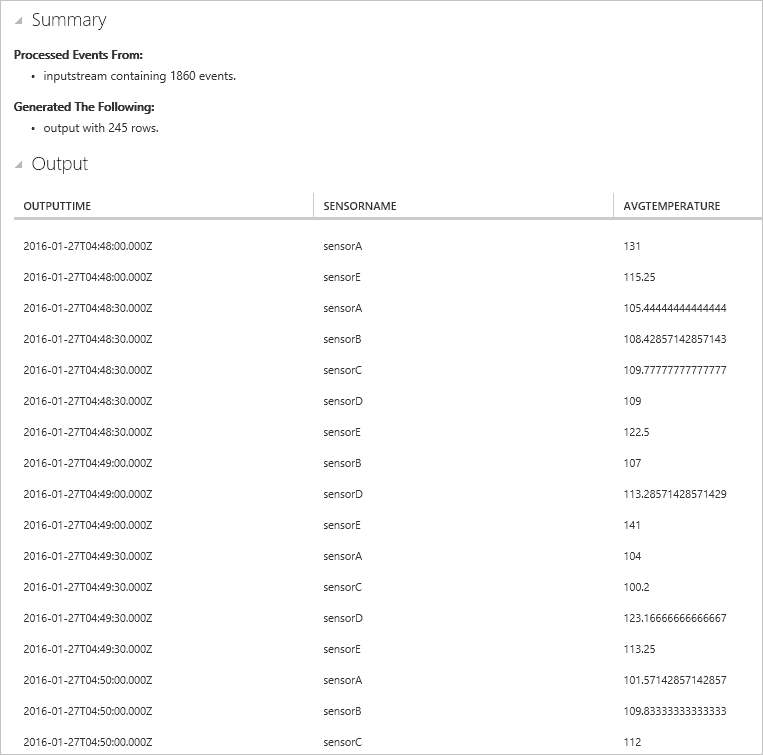 Summary
Processed Events From:
• inputstream containing 1860 events.
Generated The Following:
• output with 245 rows.
Output
OUTPUTTIME SENSORNAME AVGTEMPERATURE
2016-01-27T04:48:00.000Z sensorA 131
2016-01-27T04:48:00.000Z sensorE 115.25
2016-01-27T04:48:30.000Z sensorA 105.44444444444444
2016-01-27T04:48:30.000Z sensorB 108.42857142857143
2016-01-27T04:48:30.000Z sensorC 109.77777777777777
2016-01-27T04:48:30.000Z sensorD 109
2016-01-27T04:48:30.000Z sensorE 122.5
2016-01-27T04:49:00.000Z sensorB 107
2016-01-27T04:49:00.000Z sensorD 113.28571428571429
2016-01-27T04:49:00.000Z sensorE 141
2016-01-27T04:49:30.000Z sensorA 104
2016-01-27T04:49:30.000Z sensorC 100.2
2016-01-27T04:49:30.000Z sensorD 123.16666666666667
2016-01-27T04:49:30.000Z sensorE 113.25
2016-01-27T04:50:00.000Z sensorA 101.57142857142857
2016-01-27T04:50:00.000Z sensorB 109.83333333333333
2016-01-27T04:50:00.000Z sensorC 112